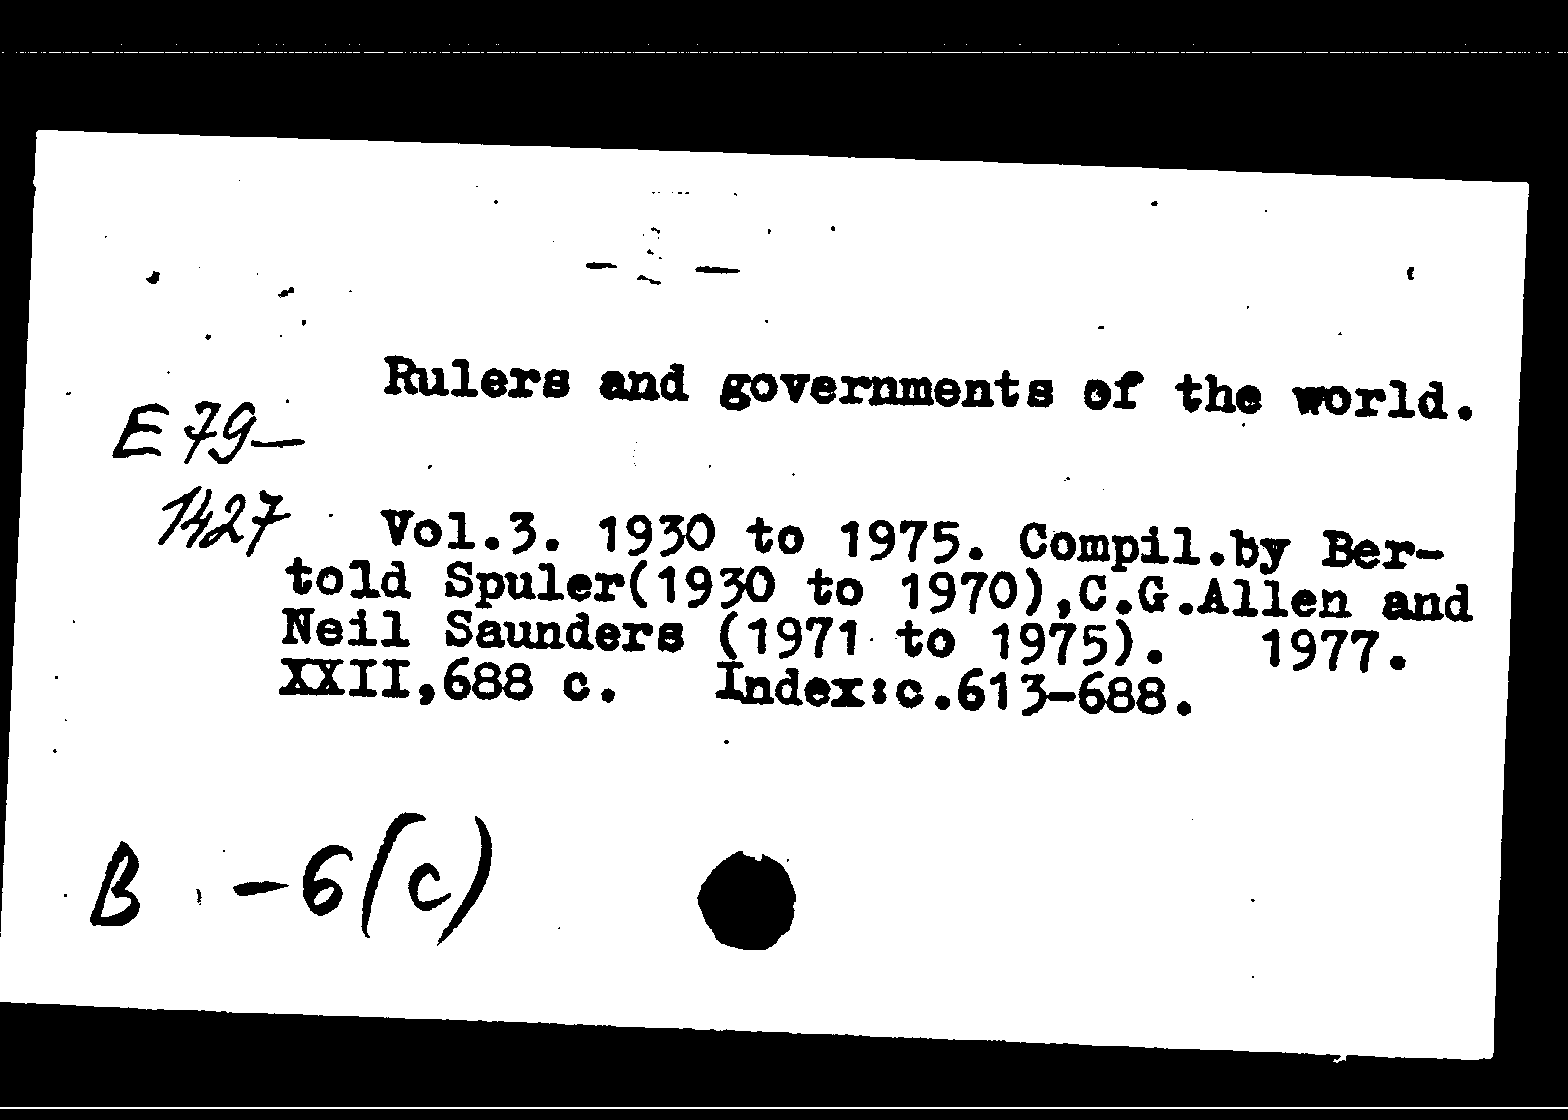 Rulers and governments of the world.
E 79-
1427
Vol.3. 1930 to 1975. Compil.by Ber-
told Spuler(1930 to 1970),C.G.Allen and
Neil Saunders (1971 to 1975). 1977.
XXII,688 c. Index:c.613-688.
B -6(c)